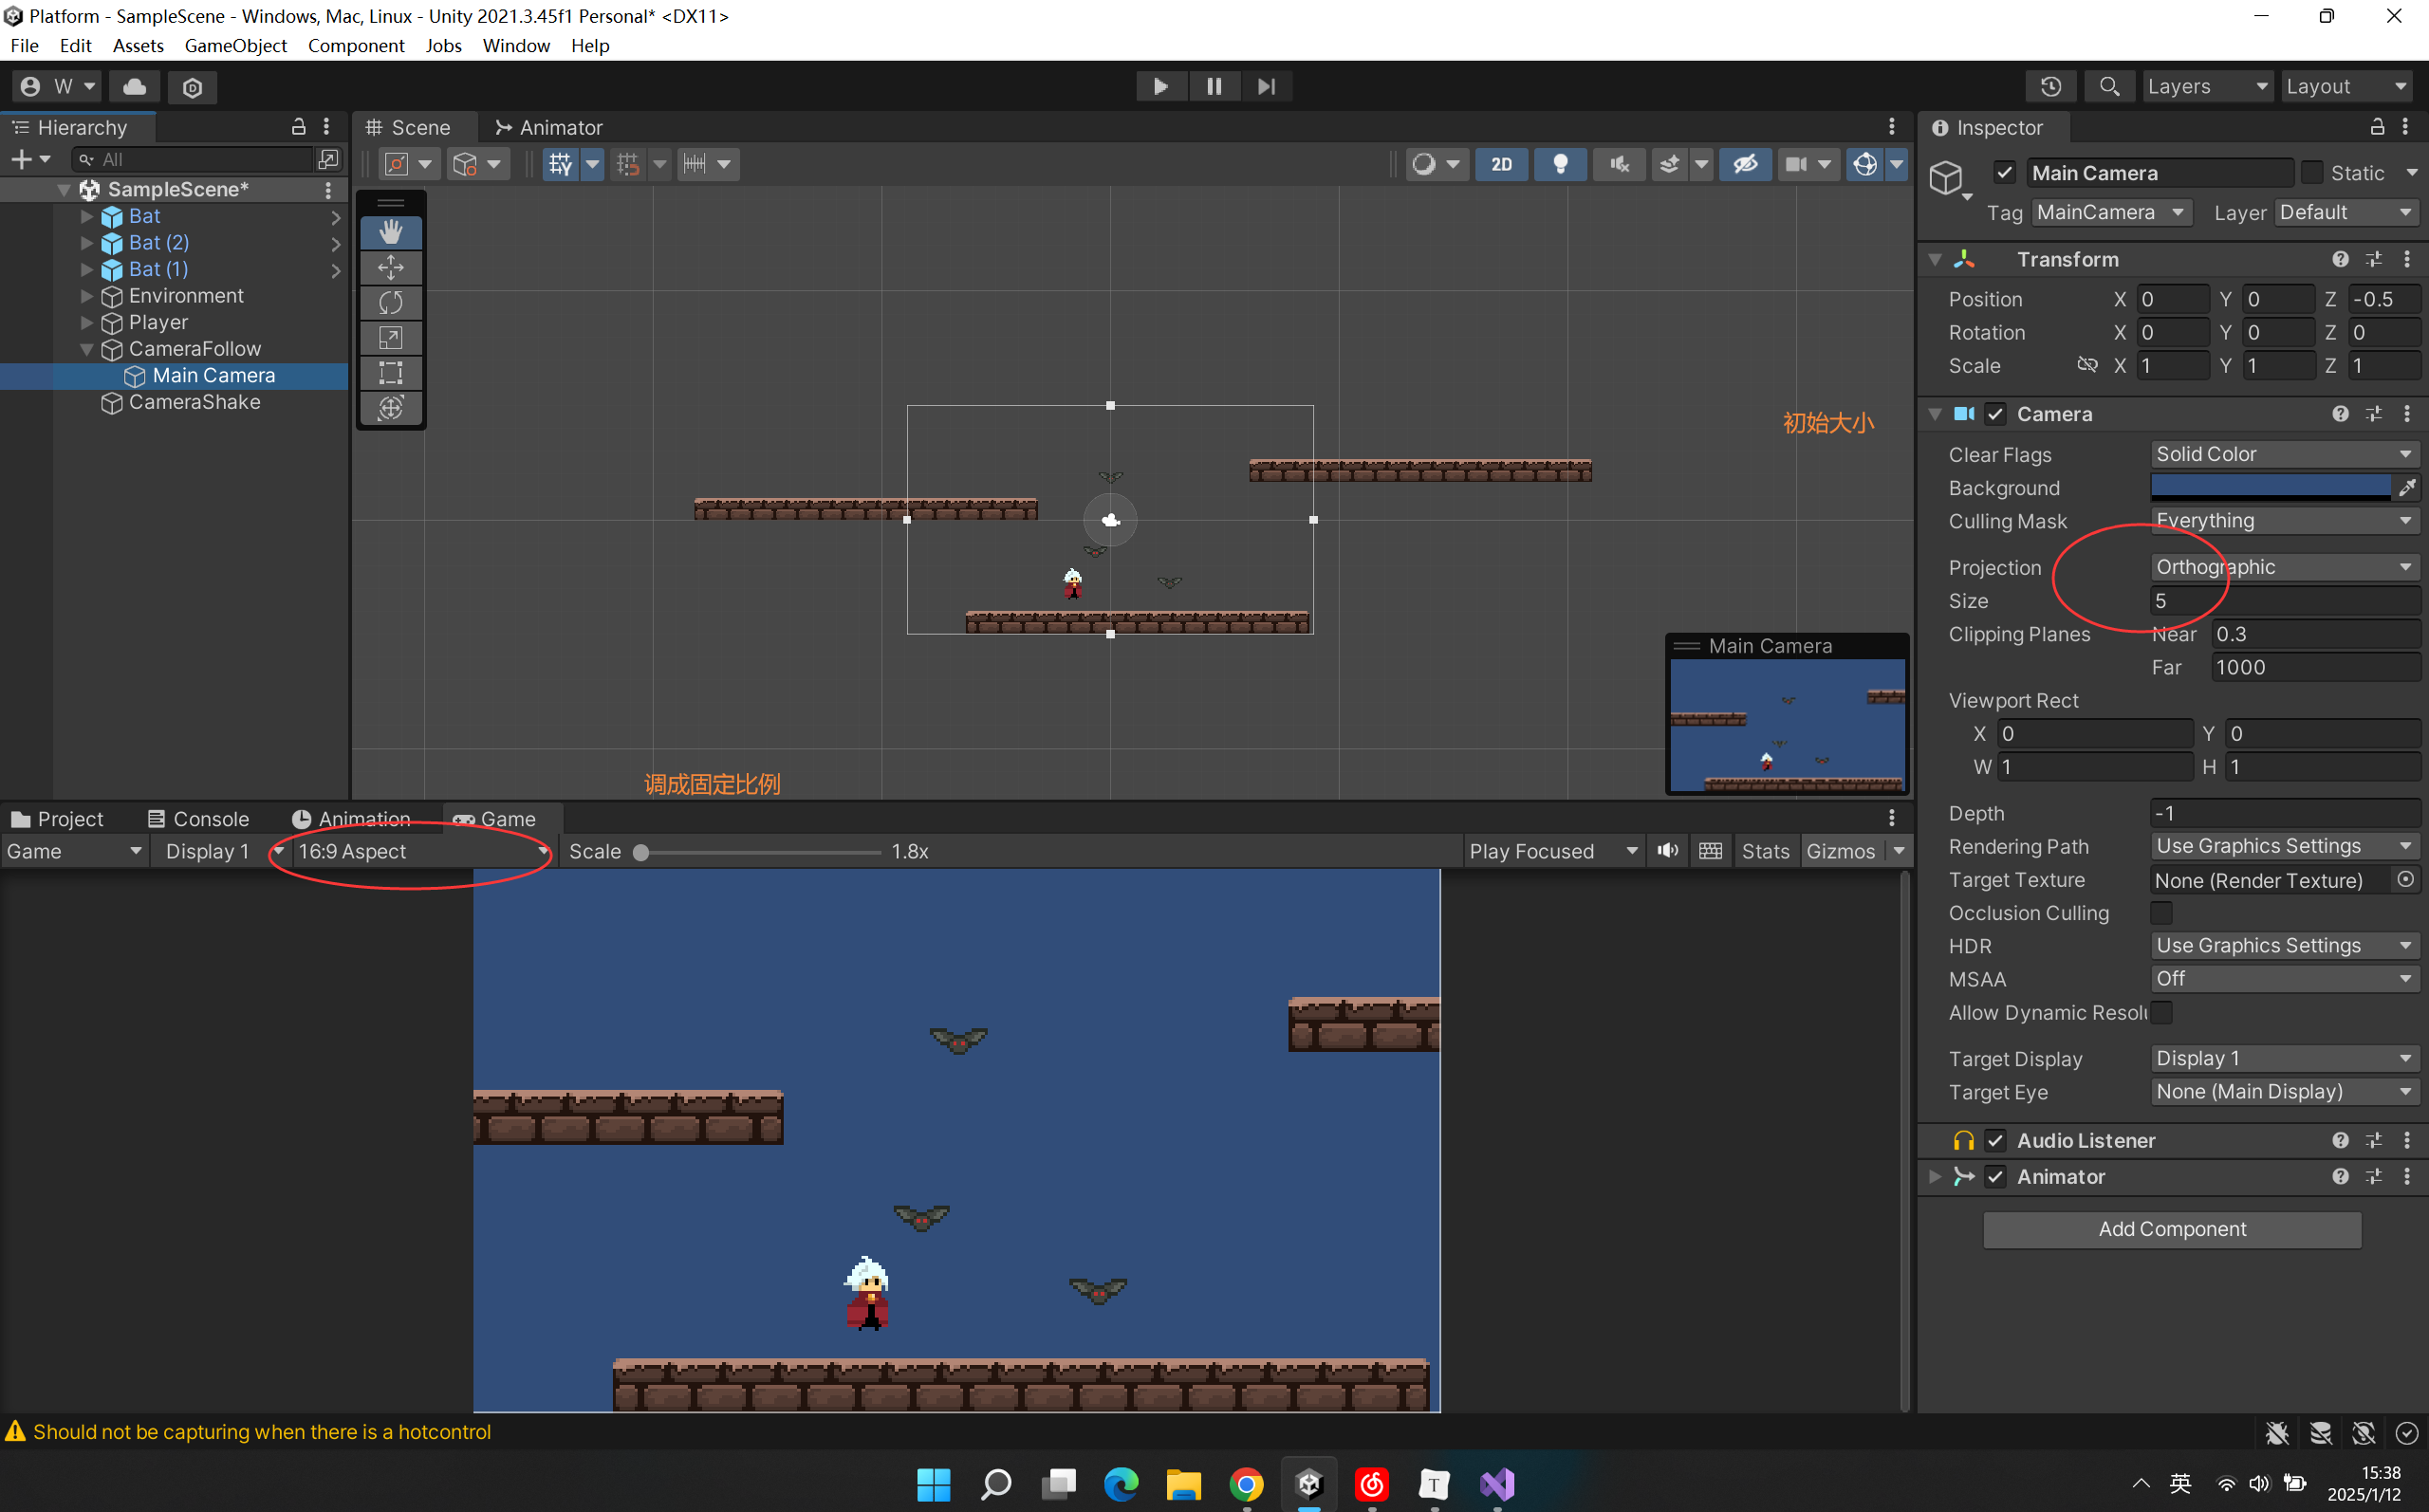 Platform - SampleScene - Windows, Mac, Linux - Unity 2021.3.45f1 Personal* <DX11>
File Edit Assets GameObject Component Jobs Window Help
W
Layers
Layout
Hierarchy
All
SampleScene*
Bat
Bat (2)
Bat (1)
Environment
Player
CameraFollow
Main Camera
CameraShake
Scene
Animator
2D
初始大小
Main Camera
调成固定比例
Inspector
Main Camera
Static
Tag MainCamera Layer Default
Transform
Position X 0 Y 0 Z -0.5
Rotation X 0 Y 0 Z 0
Scale X 1 Y 1 Z 1
Camera
Clear Flags Solid Color
Background
Culling Mask Everything
Projection Orthographic
Size 5
Clipping Planes Near 0.3
Far 1000
Viewport Rect
X 0 Y 0
W 1 H 1
Depth -1
Rendering Path Use Graphics Settings
Target Texture None (Render Texture)
Occlusion Culling
HDR Use Graphics Settings
MSAA Off
Allow Dynamic Resolu
Target Display Display 1
Target Eye None (Main Display)
Audio Listener
Animator
Add Component
Project
Console
Animation
Game
Game
Display 1
16:9 Aspect
Scale 1.8x
Play Focused
Stats
Gizmos
Should not be capturing when there is a hotcontrol
T
英
15:38
2025/1/12